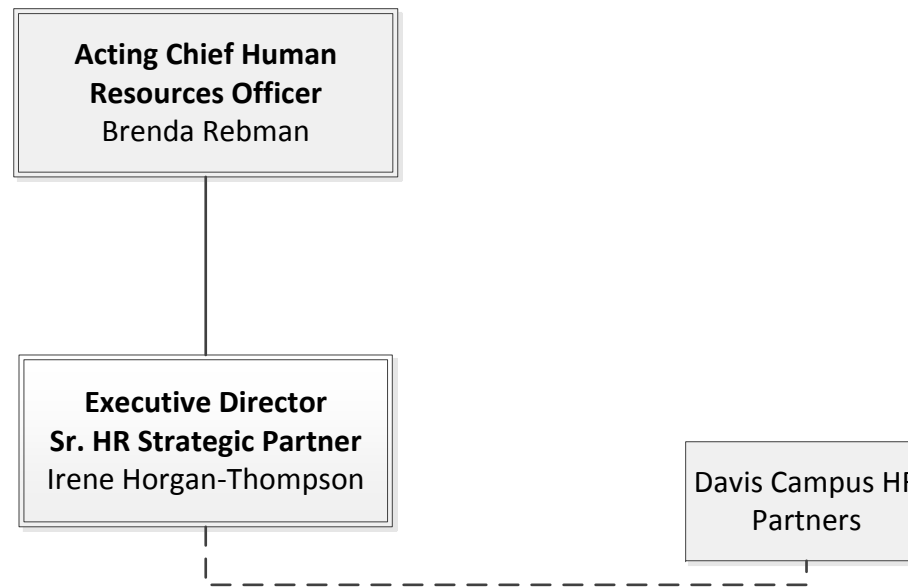 Acting Chief Human
Resources Officer
Brenda Rebman
Executive Director
Sr. HR Strategic Partner
Irene Horgan-Thompson
Davis Campus HR
Partners